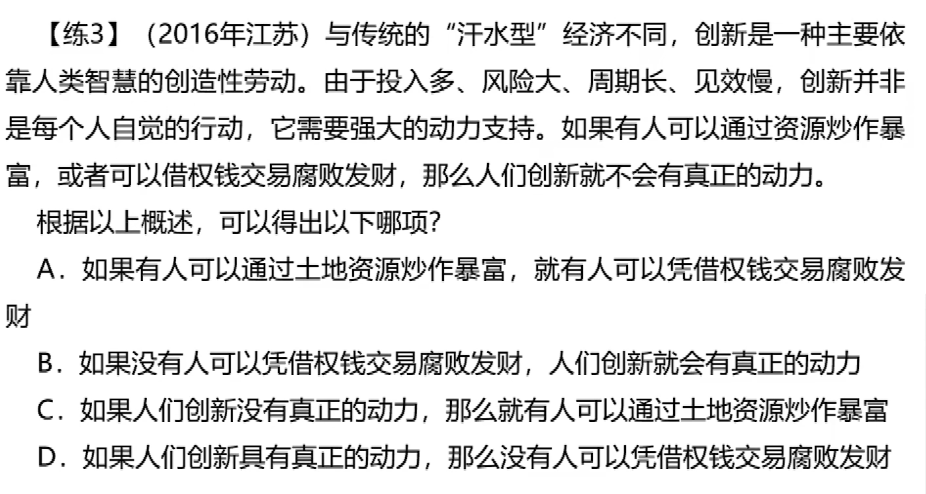 【练3】（2016年江苏）与传统的“汗水型”经济不同，创新是一种主要依
靠人类智慧的创造性劳动。由于投入多、风险大、周期长、见效慢，创新并非
是每个人自觉的行动，它需要强大的动力支持。如果有人可以通过资源炒作暴
富，或者可以借权钱交易腐败发财，那么人们创新就不会有真正的动力。
根据以上概述，可以得出以下哪项？
A．如果有人可以通过土地资源炒作暴富，就有人可以凭借权钱交易腐败发
财
B．如果没有人可以凭借权钱交易腐败发财，人们创新就会有真正的动力
C．如果人们创新没有真正的动力，那么就有人可以通过土地资源炒作暴富
D．如果人们创新具有真正的动力，那么没有人可以凭借权钱交易腐败发财